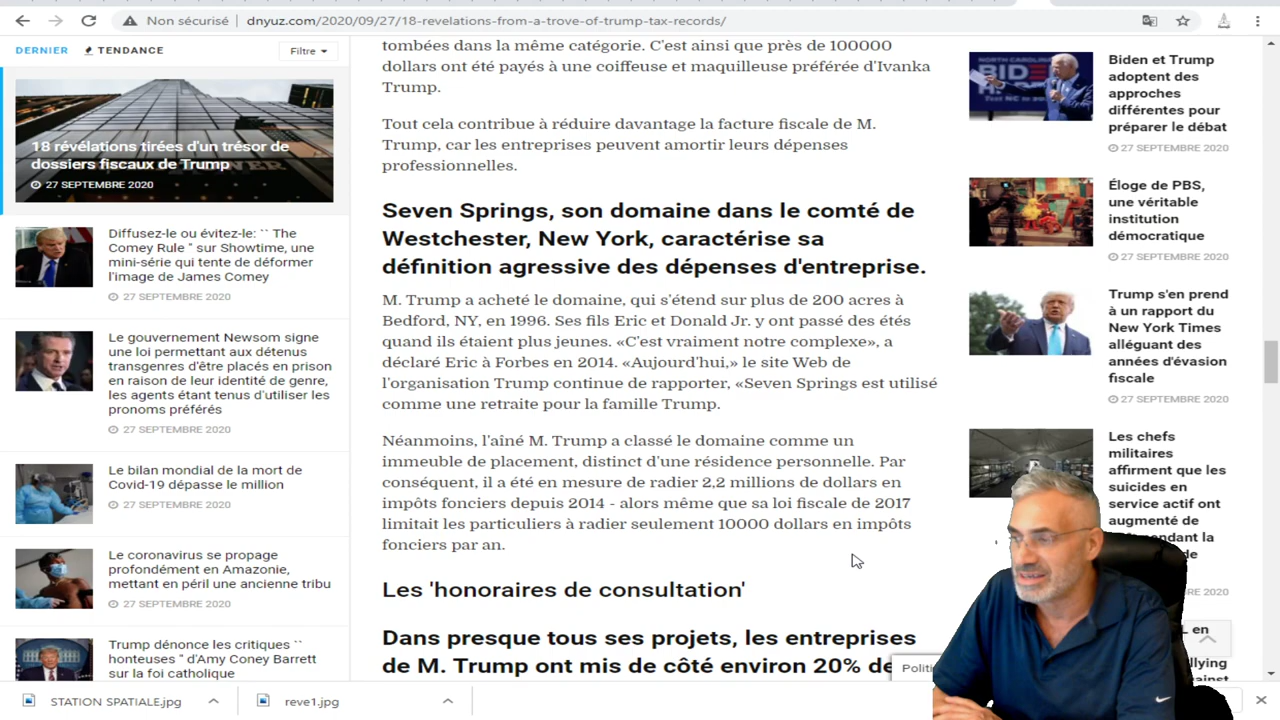 Non sécurisé | dnyuz.com/2020/09/27/18-revelations-from-a-trove-of-trump-tax-records/
DERNIER
TENDANCE
Filtre
18 révélations tirées d'un trésor de
dossiers fiscaux de Trump
27 SEPTEMBRE 2020
Diffusez-le ou évitez-le: `` The
Comey Rule '' sur Showtime, une
mini-série qui tente de déformer
l'image de James Comey
27 SEPTEMBRE 2020
Le gouvernement Newsom signe
une loi permettant aux détenus
transgenres d'être placés en prison
en raison de leur identité de genre,
les agents étant tenus d'utiliser les
pronoms préférés
27 SEPTEMBRE 2020
Le bilan mondial de la mort de
Covid-19 dépasse le million
27 SEPTEMBRE 2020
Le coronavirus se propage
profondément en Amazonie,
mettant en péril une ancienne tribu
27 SEPTEMBRE 2020
Trump dénonce les critiques ``
honteuses '' d'Amy Coney Barrett
sur la foi catholique
tombées dans la même catégorie. C'est ainsi que près de 100000
dollars ont été payés à une coiffeuse et maquilleuse préférée d'Ivanka
Trump.
Tout cela contribue à réduire davantage la facture fiscale de M.
Trump, car les entreprises peuvent amortir leurs dépenses
professionnelles.
Seven Springs, son domaine dans le comté de
Westchester, New York, caractérise sa
définition agressive des dépenses d'entreprise.
M. Trump a acheté le domaine, qui s'étend sur plus de 200 acres à
Bedford, NY, en 1996. Ses fils Eric et Donald Jr. y ont passé des étés
quand ils étaient plus jeunes. «C'est vraiment notre complexe», a
déclaré Eric à Forbes en 2014. «Aujourd'hui,» le site Web de
l'organisation Trump continue de rapporter, «Seven Springs est utilisé
comme une retraite pour la famille Trump.
Néanmoins, l'aîné M. Trump a classé le domaine comme un
immeuble de placement, distinct d'une résidence personnelle. Par
conséquent, il a été en mesure de radier 2,2 millions de dollars en
impôts fonciers depuis 2014 - alors même que sa loi fiscale de 2017
limitait les particuliers à radier seulement 10000 dollars en impôts
fonciers par an.
Les 'honoraires de consultation'
Dans presque tous ses projets, les entreprises
de M. Trump ont mis de côté environ 20% de
Biden et Trump
adoptent des
approches
différentes pour
préparer le débat
27 SEPTEMBRE 2020
Éloge de PBS,
une véritable
institution
démocratique
27 SEPTEMBRE 2020
Trump s'en prend
à un rapport du
New York Times
alléguant des
années d'évasion
fiscale
27 SEPTEMBRE 2020
Les chefs
militaires
affirment que les
suicides en
service actif ont
augmenté de
la
de
RE 2020
en
STATION SPATIALE.jpg
reve1.jpg